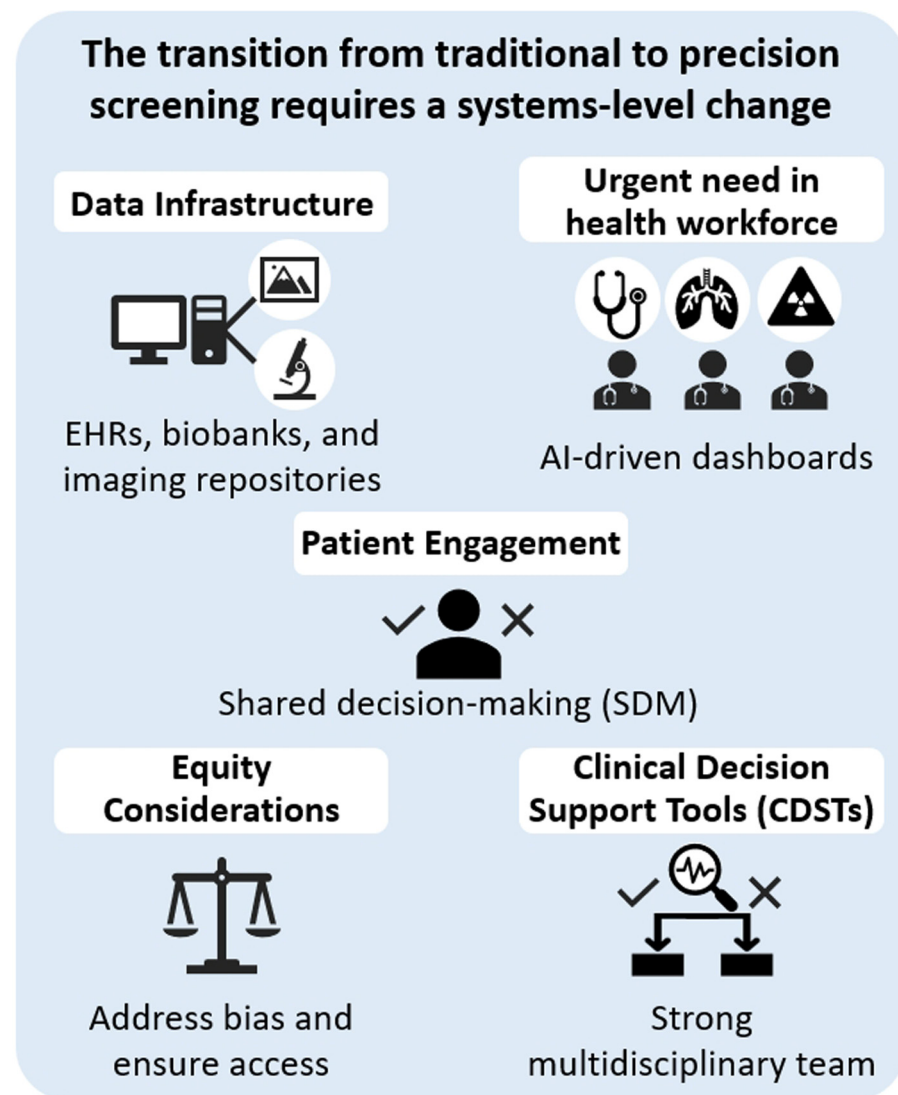 The transition from traditional to precision
screening requires a systems-level change
Data Infrastructure
EHRs, biobanks, and
imaging repositories
Urgent need in
health workforce
AI-driven dashboards
Patient Engagement
Shared decision-making (SDM)
Equity
Considerations
Address bias and
ensure access
Clinical Decision
Support Tools (CDSTs)
Strong
multidisciplinary team